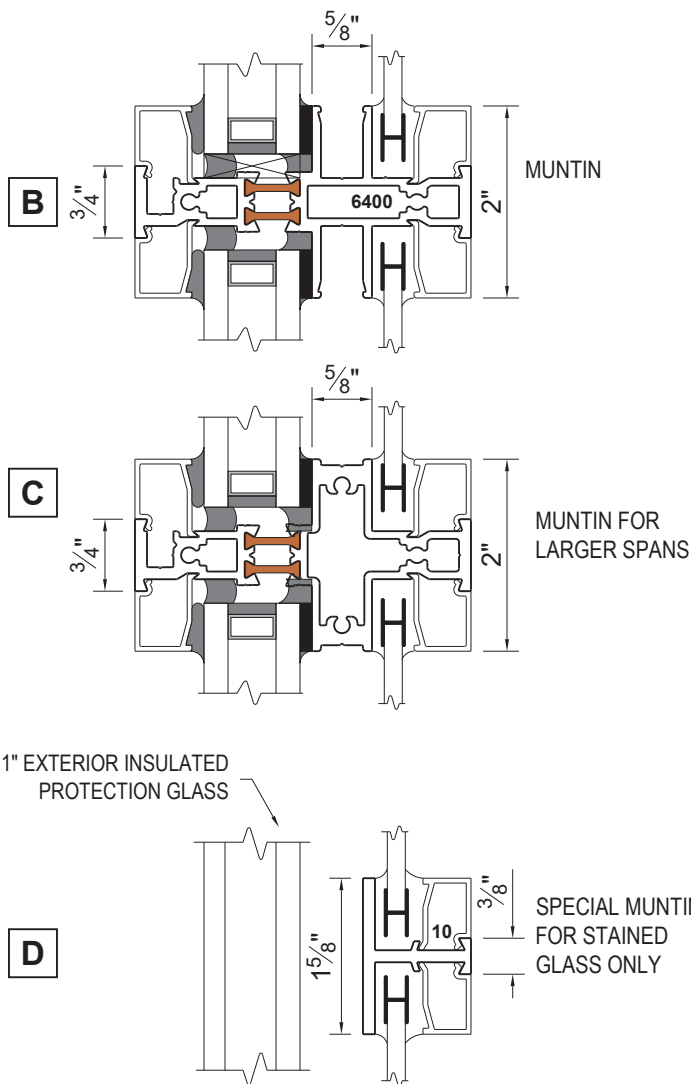 5/8"
B
3/4"
6400
2"
MUNTIN
5/8"
C
3/4"
2"
MUNTIN FOR
LARGER SPANS
1" EXTERIOR INSULATED
PROTECTION GLASS
D
1 5/8"
10
3/8"
SPECIAL MUNTI
FOR STAINED
GLASS ONLY